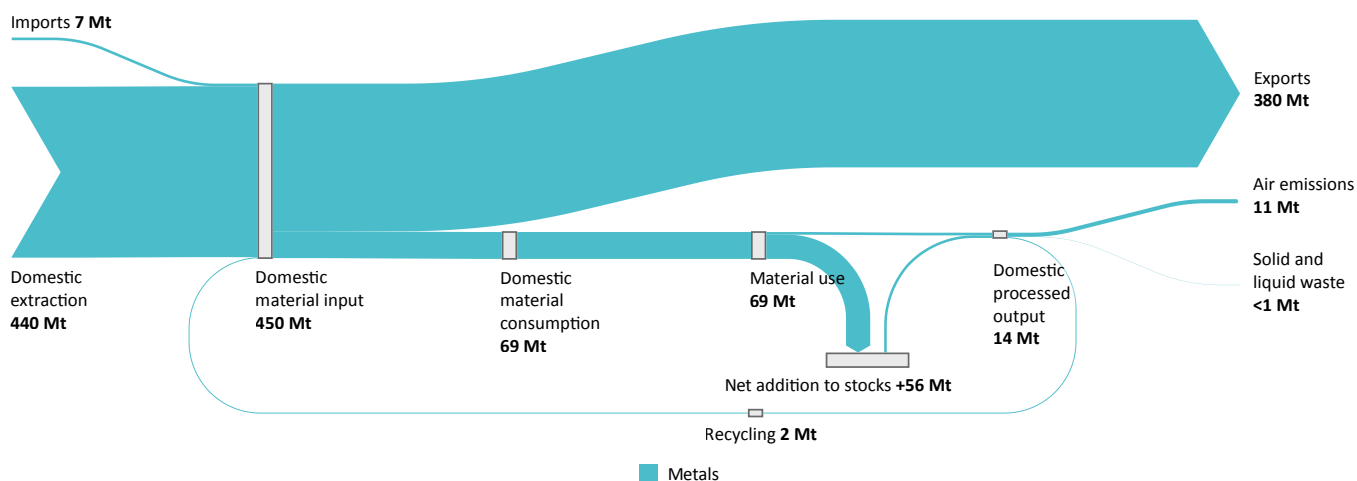 Imports 7 Mt
Exports
380 Mt
Air emissions
11 Mt
Solid and
liquid waste
<1 Mt
Domestic
extraction
440 Mt
Domestic
material input
450 Mt
Domestic
material
consumption
69 Mt
Material use
69 Mt
Domestic
processed
output
14 Mt
Net addition to stocks +56 Mt
Recycling 2 Mt
Metals